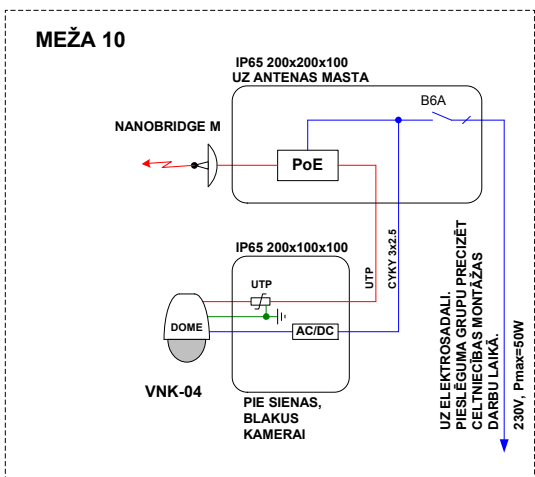 MEŽA 10
IP65 200x200x100
UZ ANTENAS MASTA
B6A
NANOBRIDGE M
PoE
IP65 200x100x100
UTP
UTP
CYKY 3x2.5
DOME
AC/DC
VNK-04
PIE SIENAS,
BLAKUS
KAMERAI
UZ ELEKTROSADALI.
PIESLĒGUMA GRUPU PRECIZĒT
CELTNIECĪBAS MONTĀŽAS
DARBU LAIKĀ.
230V, Pmax=50W